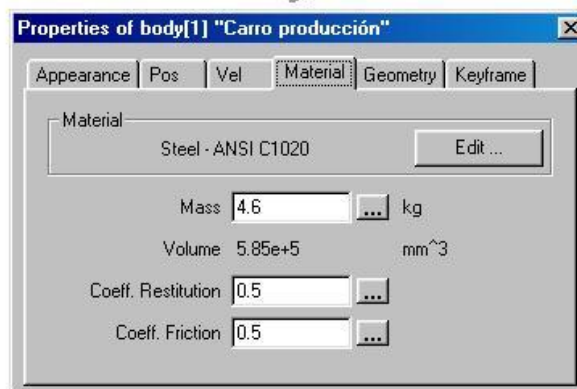 Properties of body[1] "Carro producción"
Appearance Pos Vel Material Geometry Keyframe
Material
Steel - ANSI C1020 Edit ...
Mass 4.6 ... kg
Volume 5.85e+5 mm^3
Coeff. Restitution 0.5 ...
Coeff. Friction 0.5 ...